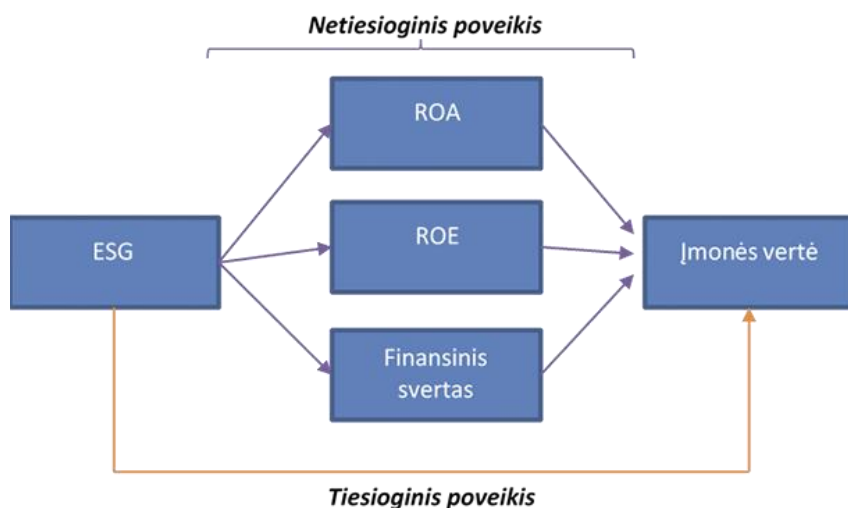 Netiesioginis poveikis
ROA
ESG
ROE
Įmonės vertė
Finansinis
svertas
Tiesioginis poveikis